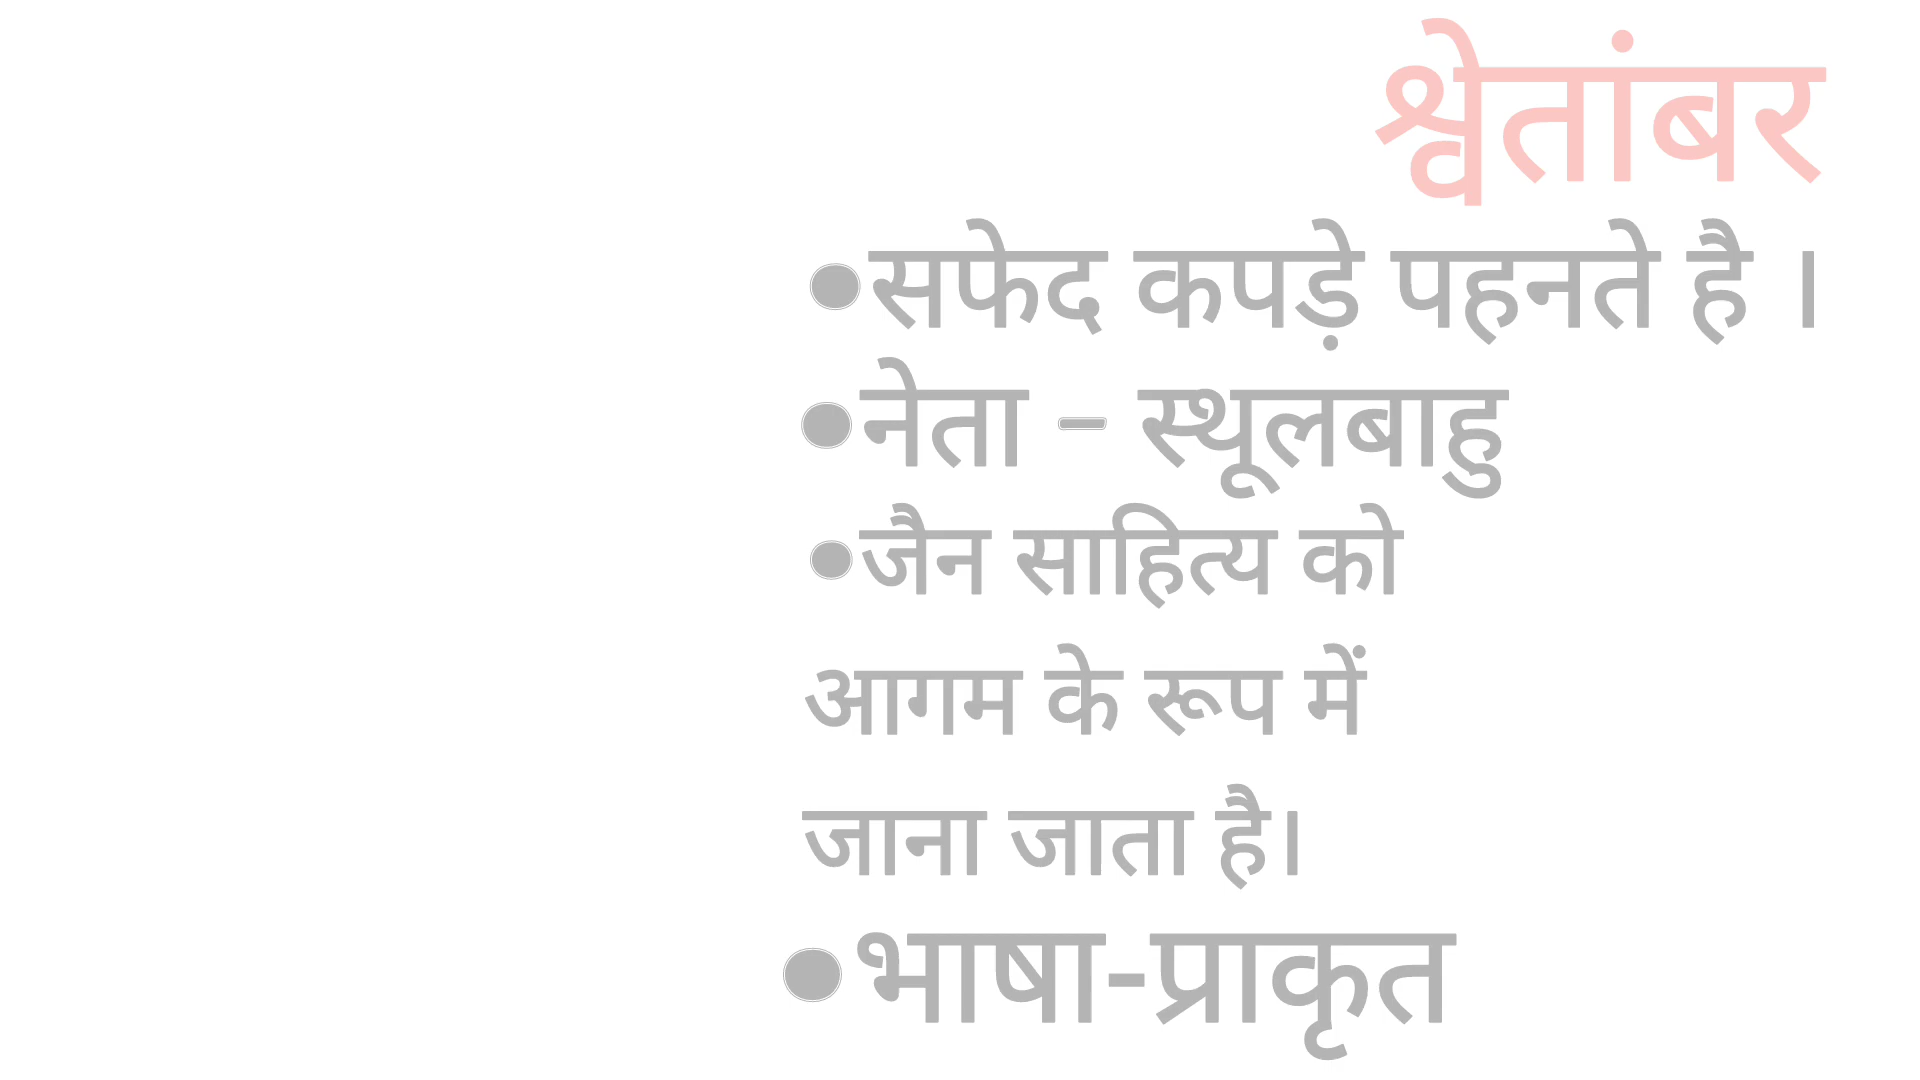 श्वेतांबर
•सफेद कपड़े पहनते है ।
•नेता – स्थूलबाहु
•जैन साहित्य को
आगम के रूप में
जाना जाता है।
•भाषा-प्राकृत